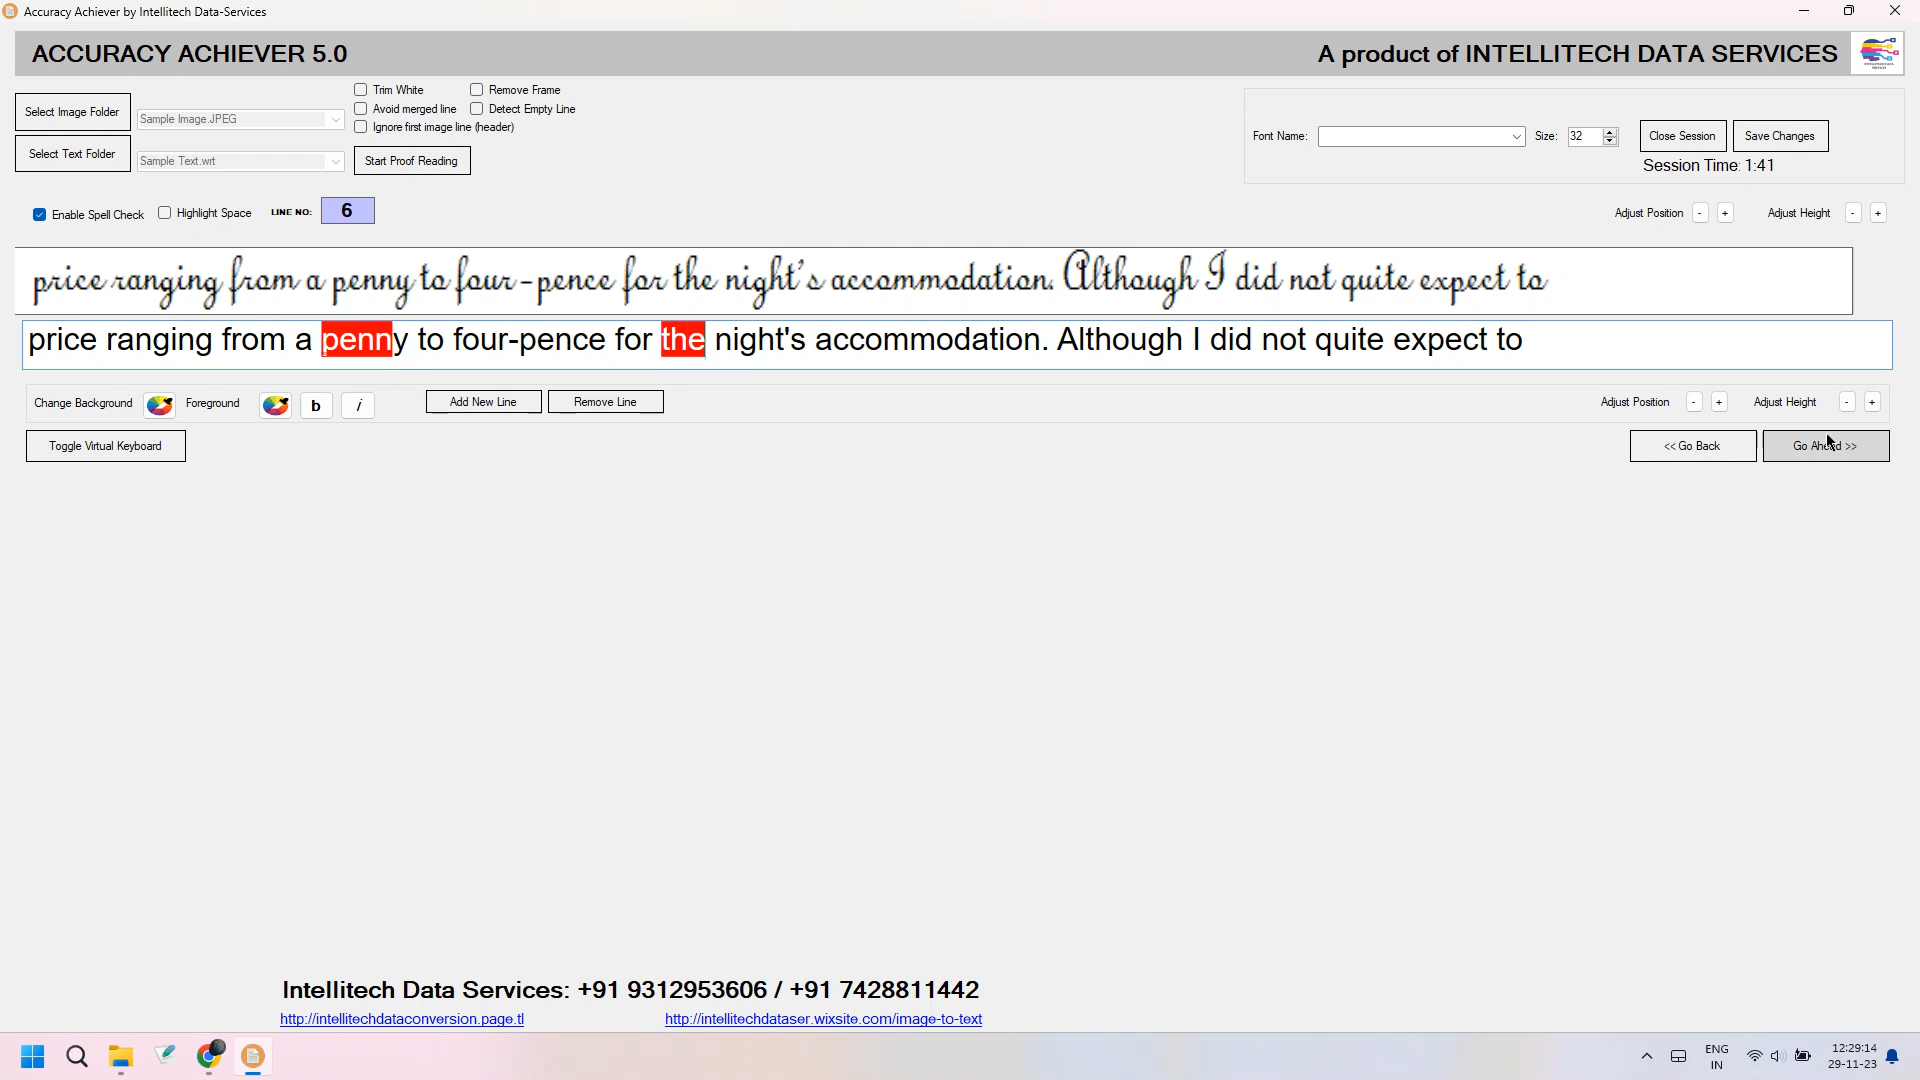 Accuracy Achiever by Intellitech Data-Services
ACCURACY ACHIEVER 5.0
A product of INTELLITECH DATA SERVICES
Select Image Folder
Sample Image.JPEG
Select Text Folder
Sample Text.wrt
Trim White
Remove Frame
Avoid merged line
Detect Empty Line
Ignore first image line (header)
Start Proof Reading
Font Name:
Size:
32
Close Session
Save Changes
Session Time: 1:41
Enable Spell Check
Highlight Space
LINE NO:
6
Adjust Position
-
+
Adjust Height
-
+
price ranging from a penny to four-pence for the night's accommodation. Although I did not quite expect to
price ranging from a penny to four-pence for the night's accommodation. Although I did not quite expect to
Change Background
Foreground
b
i
Add New Line
Remove Line
Adjust Position
-
+
Adjust Height
-
+
Toggle Virtual Keyboard
<< Go Back
Go Ahead >>
Intellitech Data Services: +91 9312953606 / +91 7428811442
http://intellitechdataconversion.page.tl
http://intellitechdataser.wixsite.com/image-to-text
ENG
IN
12:29:14
29-11-23